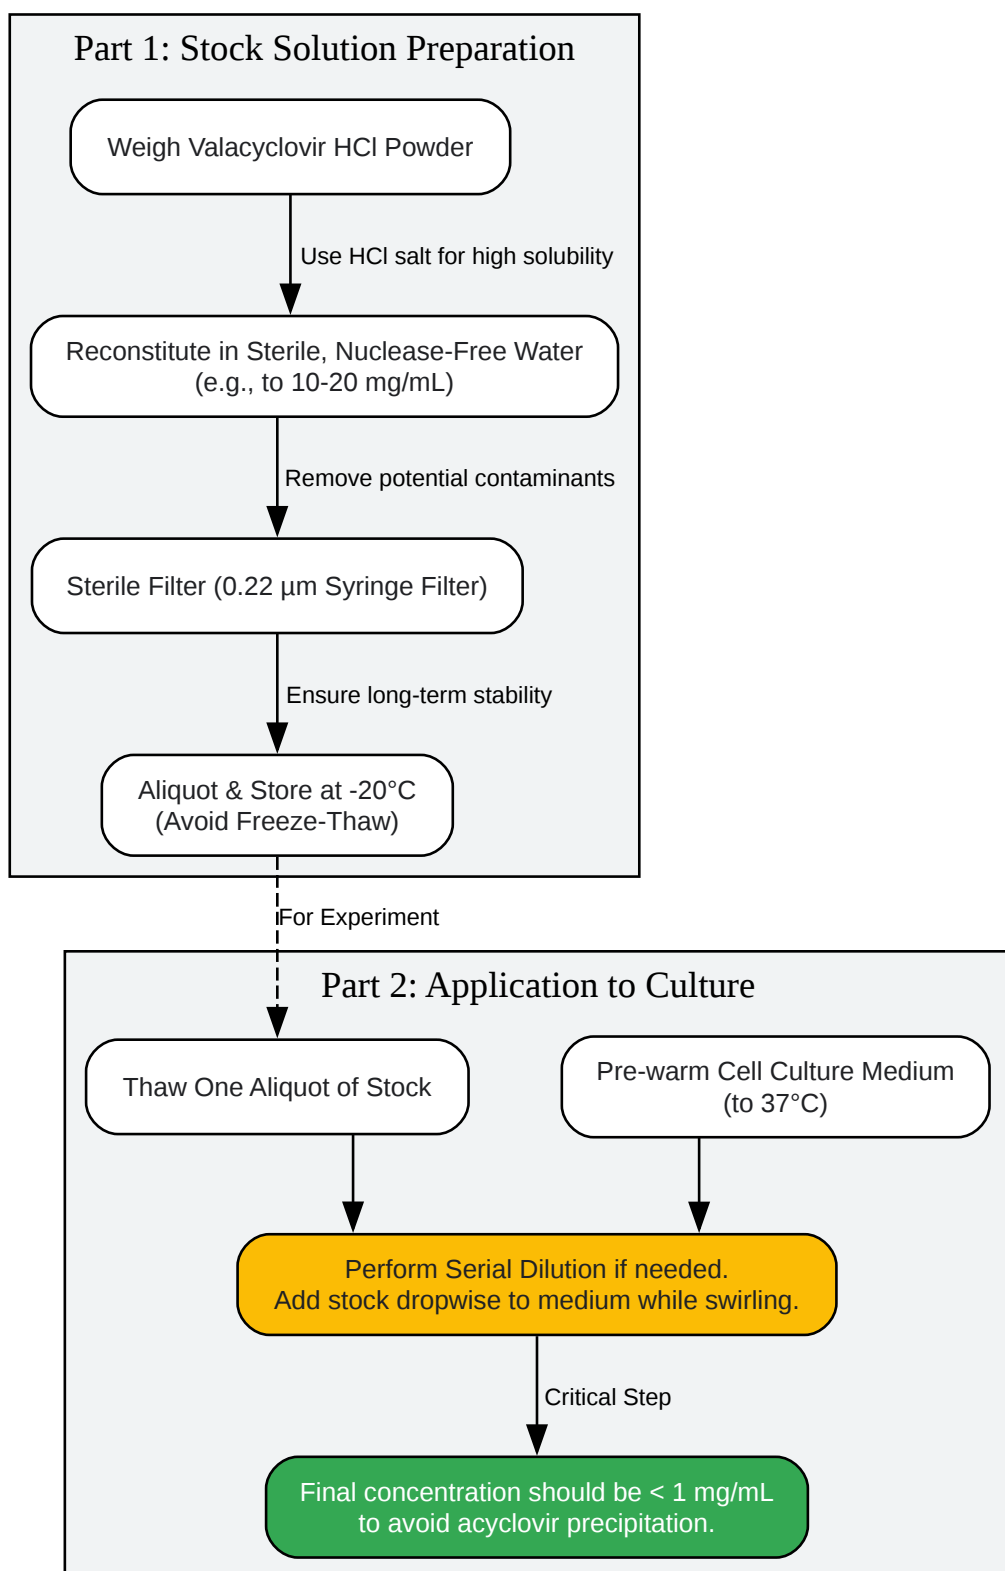 Part 1: Stock Solution Preparation
Weigh Valacyclovir HCl Powder
Use HCl salt for high solubility
Reconstitute in Sterile, Nuclease-Free Water
(e.g., to 10-20 mg/mL)
Remove potential contaminants
Sterile Filter (0.22 µm Syringe Filter)
Ensure long-term stability
Aliquot & Store at -20°C
(Avoid Freeze-Thaw)
For Experiment
Part 2: Application to Culture
Thaw One Aliquot of Stock
Pre-warm Cell Culture Medium
(to 37°C)
Perform Serial Dilution if needed.
Add stock dropwise to medium while swirling.
Critical Step
Final concentration should be < 1 mg/mL
to avoid acyclovir precipitation.